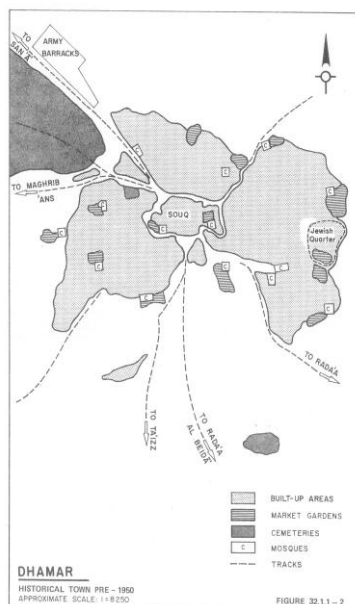 TO
SAN'A
ARMY
BARRACKS
TO MAGHRIB
'ANS
C
C
C
C
SOUQ
C
C
C
C
Jewish
Quarter
C
C
C
C
C
C
TO RADA'A
TO TA'IZZ
TO RADA'A
AL BEIDA
BUILT-UP AREAS
MARKET GARDENS
CEMETERIES
C MOSQUES
TRACKS
DHAMAR
HISTORICAL TOWN PRE - 1950
APPROXIMATE SCALE: 1=8250
FIGURE 32.1.1 - 2